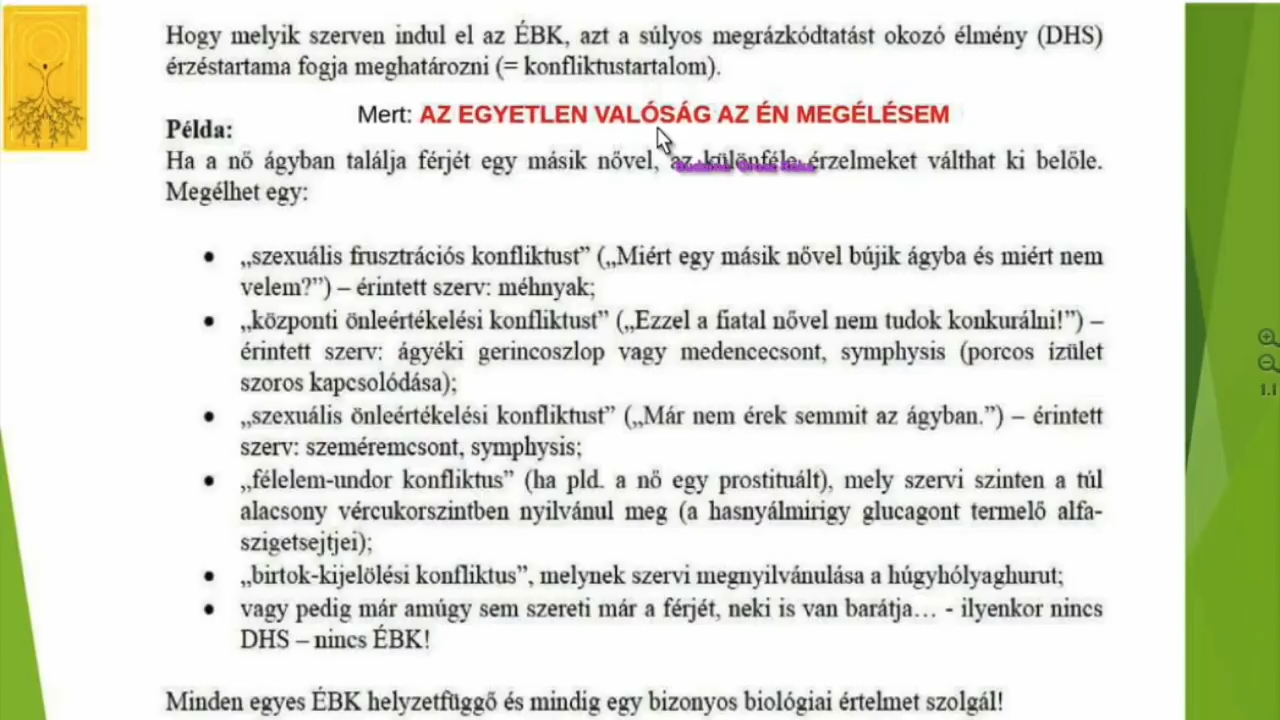 Hogy melyik szerven indul el az ÉBK, azt a súlyos megrázkódtatást okozó élmény (DHS)
érzéstartama fogja meghatározni (= konfliktustartalom).
Mert: AZ EGYETLEN VALÓSÁG AZ ÉN MEGÉLÉSEM
Példa:
Ha a nő ágyban találja férjét egy másik nővel, az különféle érzelmeket válthat ki belőle.
Megélhet egy:
• „szexuális frusztrációs konfliktust” („Miért egy másik nővel bújik ágyba és miért nem
velem?”) – érintett szerv: méhnyak;
• „központi önleértékelési konfliktust” („Ezzel a fiatal nővel nem tudok konkurálni!”) –
érintett szerv: ágyéki gerincoszlop vagy medencecsont, symphysis (porcos ízület
szoros kapcsolódása);
• „szexuális önleértékelési konfliktust” („Már nem érek semmit az ágyban.”) – érintett
szerv: szeméremcsont, symphysis;
• „félelem-undor konfliktus” (ha pld. a nő egy prostituált), mely szervi szinten a túl
alacsony vércukorszintben nyilvánul meg (a hasnyálmirigy glucagont termelő alfa-
szigetsejtjei);
• „birtok-kijelölési konfliktus”, melynek szervi megnyilvánulása a húgyhólyaghurut;
• vagy pedig már amúgy sem szereti már a férjét, neki is van barátja… - ilyenkor nincs
DHS – nincs ÉBK!
Minden egyes ÉBK helyzetfüggő és mindig egy bizonyos biológiai értelmet szolgál!